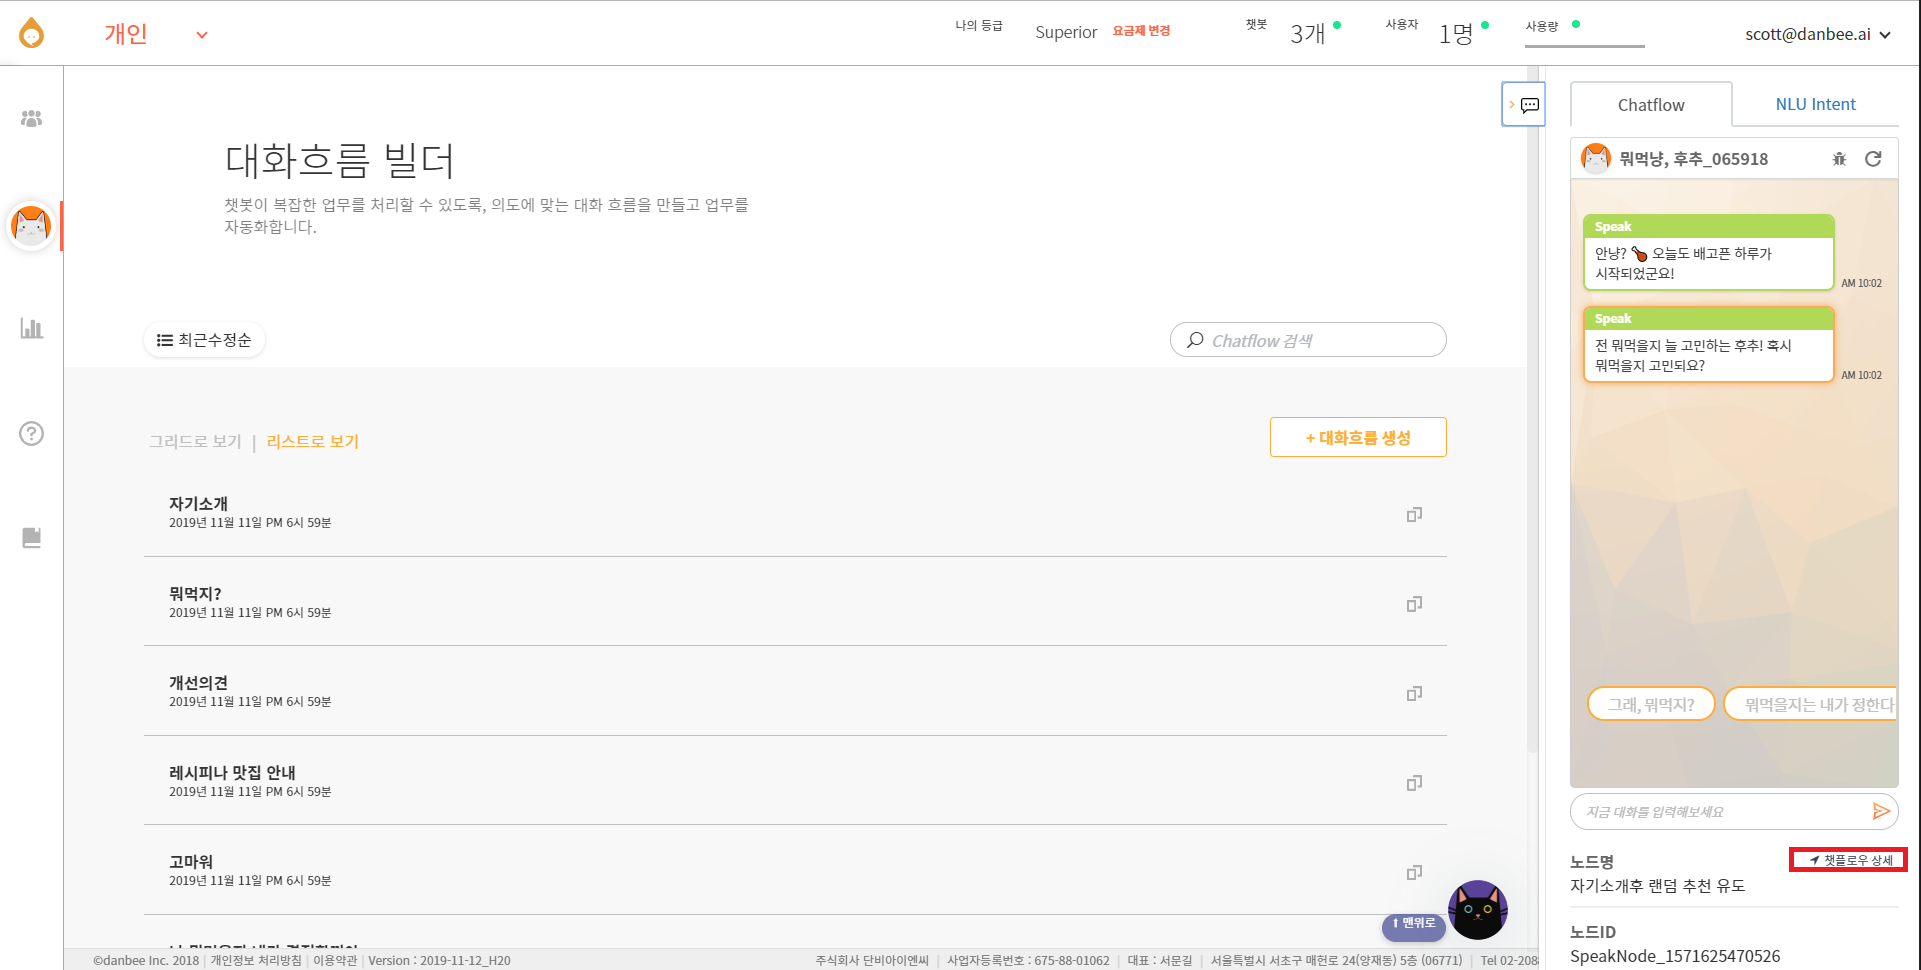 개인
나의 등급
Superior
요금제 변경
챗봇
3개
사용자
1명
사용량
scott@danbee.ai
대화흐름 빌더
챗봇이 복잡한 업무를 처리할 수 있도록, 의도에 맞는 대화 흐름을 만들고 업무를
자동화합니다.
최근수정순
Chatflow 검색
그리드로 보기 | 리스트로 보기
+ 대화흐름 생성
자기소개
2019년 11월 11일 PM 6시 59분
뭐먹지?
2019년 11월 11일 PM 6시 59분
개선의견
2019년 11월 11일 PM 6시 59분
레시피나 맛집 안내
2019년 11월 11일 PM 6시 59분
고마워
2019년 11월 11일 PM 6시 59분
맨위로
©danbee Inc. 2018 | 개인정보 처리방침 | 이용약관 | Version : 2019-11-12_H20
주식회사 단비아이엔씨 | 사업자등록번호 : 675-88-01062 | 대표 : 서문길 | 서울특별시 서초구 매헌로 24(양재동) 5층 (06771) | Tel 02-208
Chatflow
NLU Intent
뭐먹냥, 후추_065918
Speak
안냥? 오늘도 배고픈 하루가
시작되었군요!
AM 10:02
Speak
전 뭐먹을지 늘 고민하는 후추! 혹시
뭐먹을지 고민되요?
AM 10:02
그래, 뭐먹지?
뭐먹을지는 내가 정한다
지금 대화를 입력해보세요
노드명
챗플로우 상세
자기소개후 랜덤 추천 유도
노드ID
SpeakNode_1571625470526